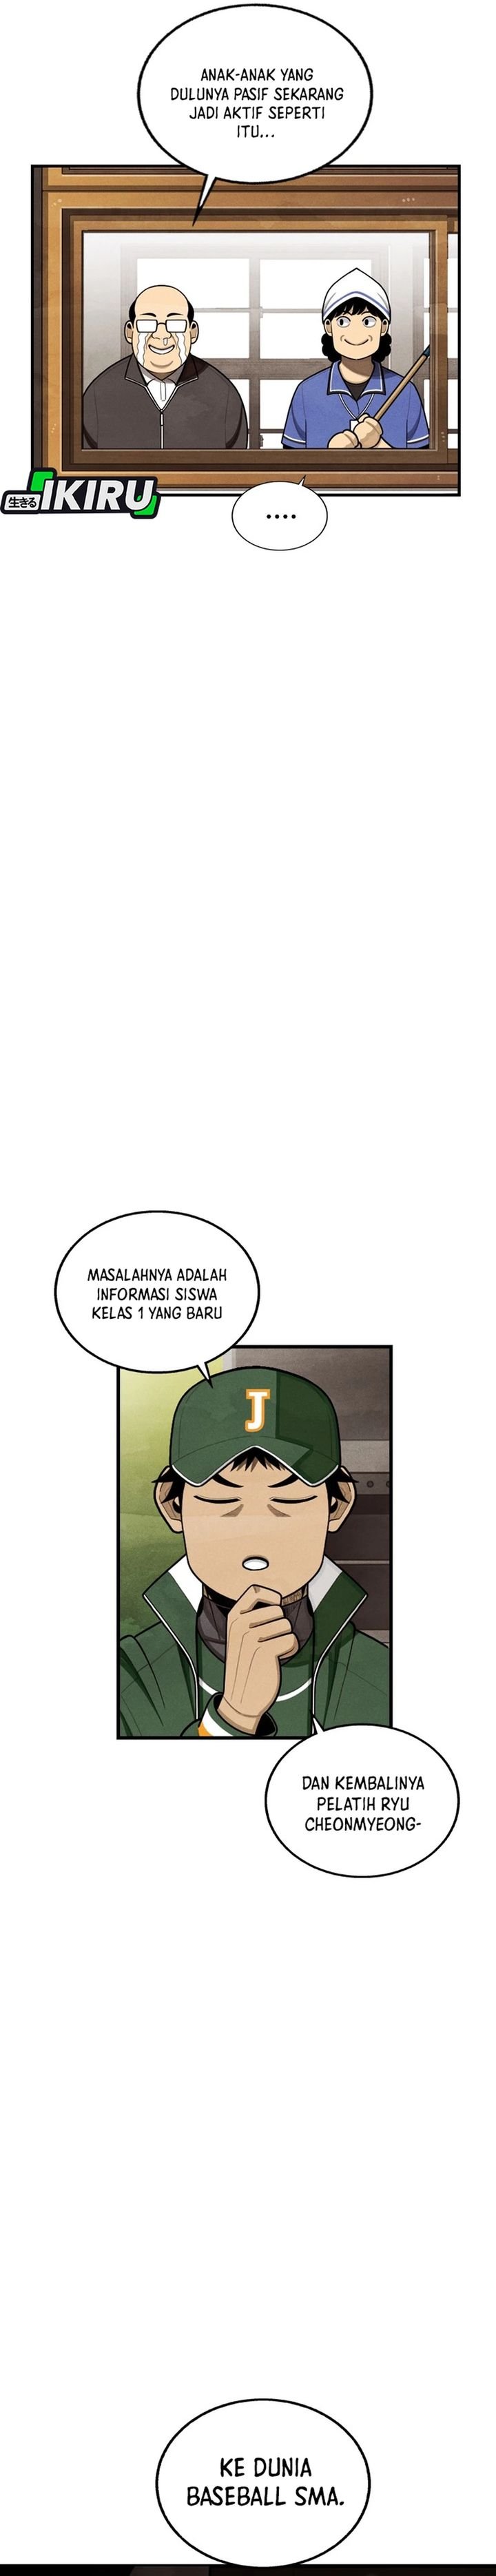 ANAK-ANAK YANG
DULUNYA PASIF SEKARANG
JADI AKTIF SEPERTI
ITU...
生きる IKIRU
....
MASALAHNYA ADALAH
INFORMASI SISWA
KELAS 1 YANG BARU
J
DAN KEMBALINYA
PELATIH RYU
CHEONMYEONG-
KE DUNIA
BASEBALL SMA.